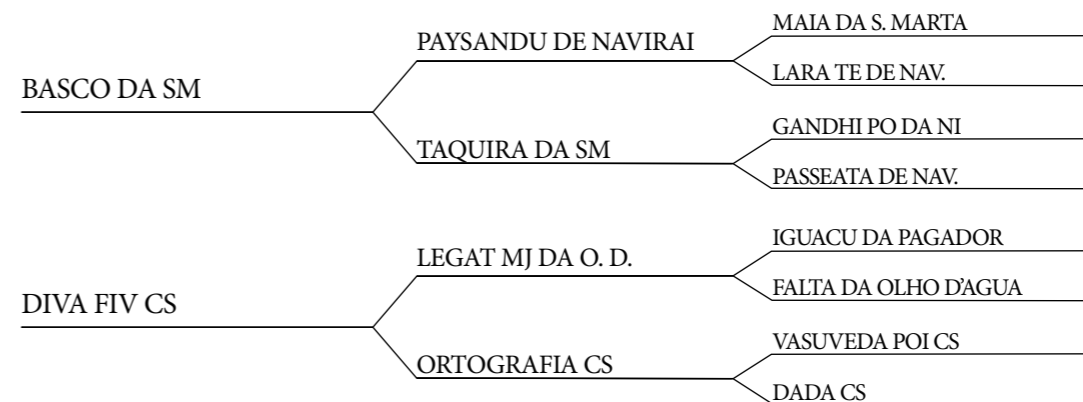 MAIA DA S. MARTA
PAYSANDU DE NAVIRAI
LARA TE DE NAV.
BASCO DA SM
GANDHI PO DA NI
TAQUIRA DA SM
PASSEATA DE NAV.
IGUACU DA PAGADOR
LEGAT MJ DA O. D.
FALTA DA OLHO D'AGUA
DIVA FIV CS
VASUVEDA POI CS
ORTOGRAFIA CS
DADA CS